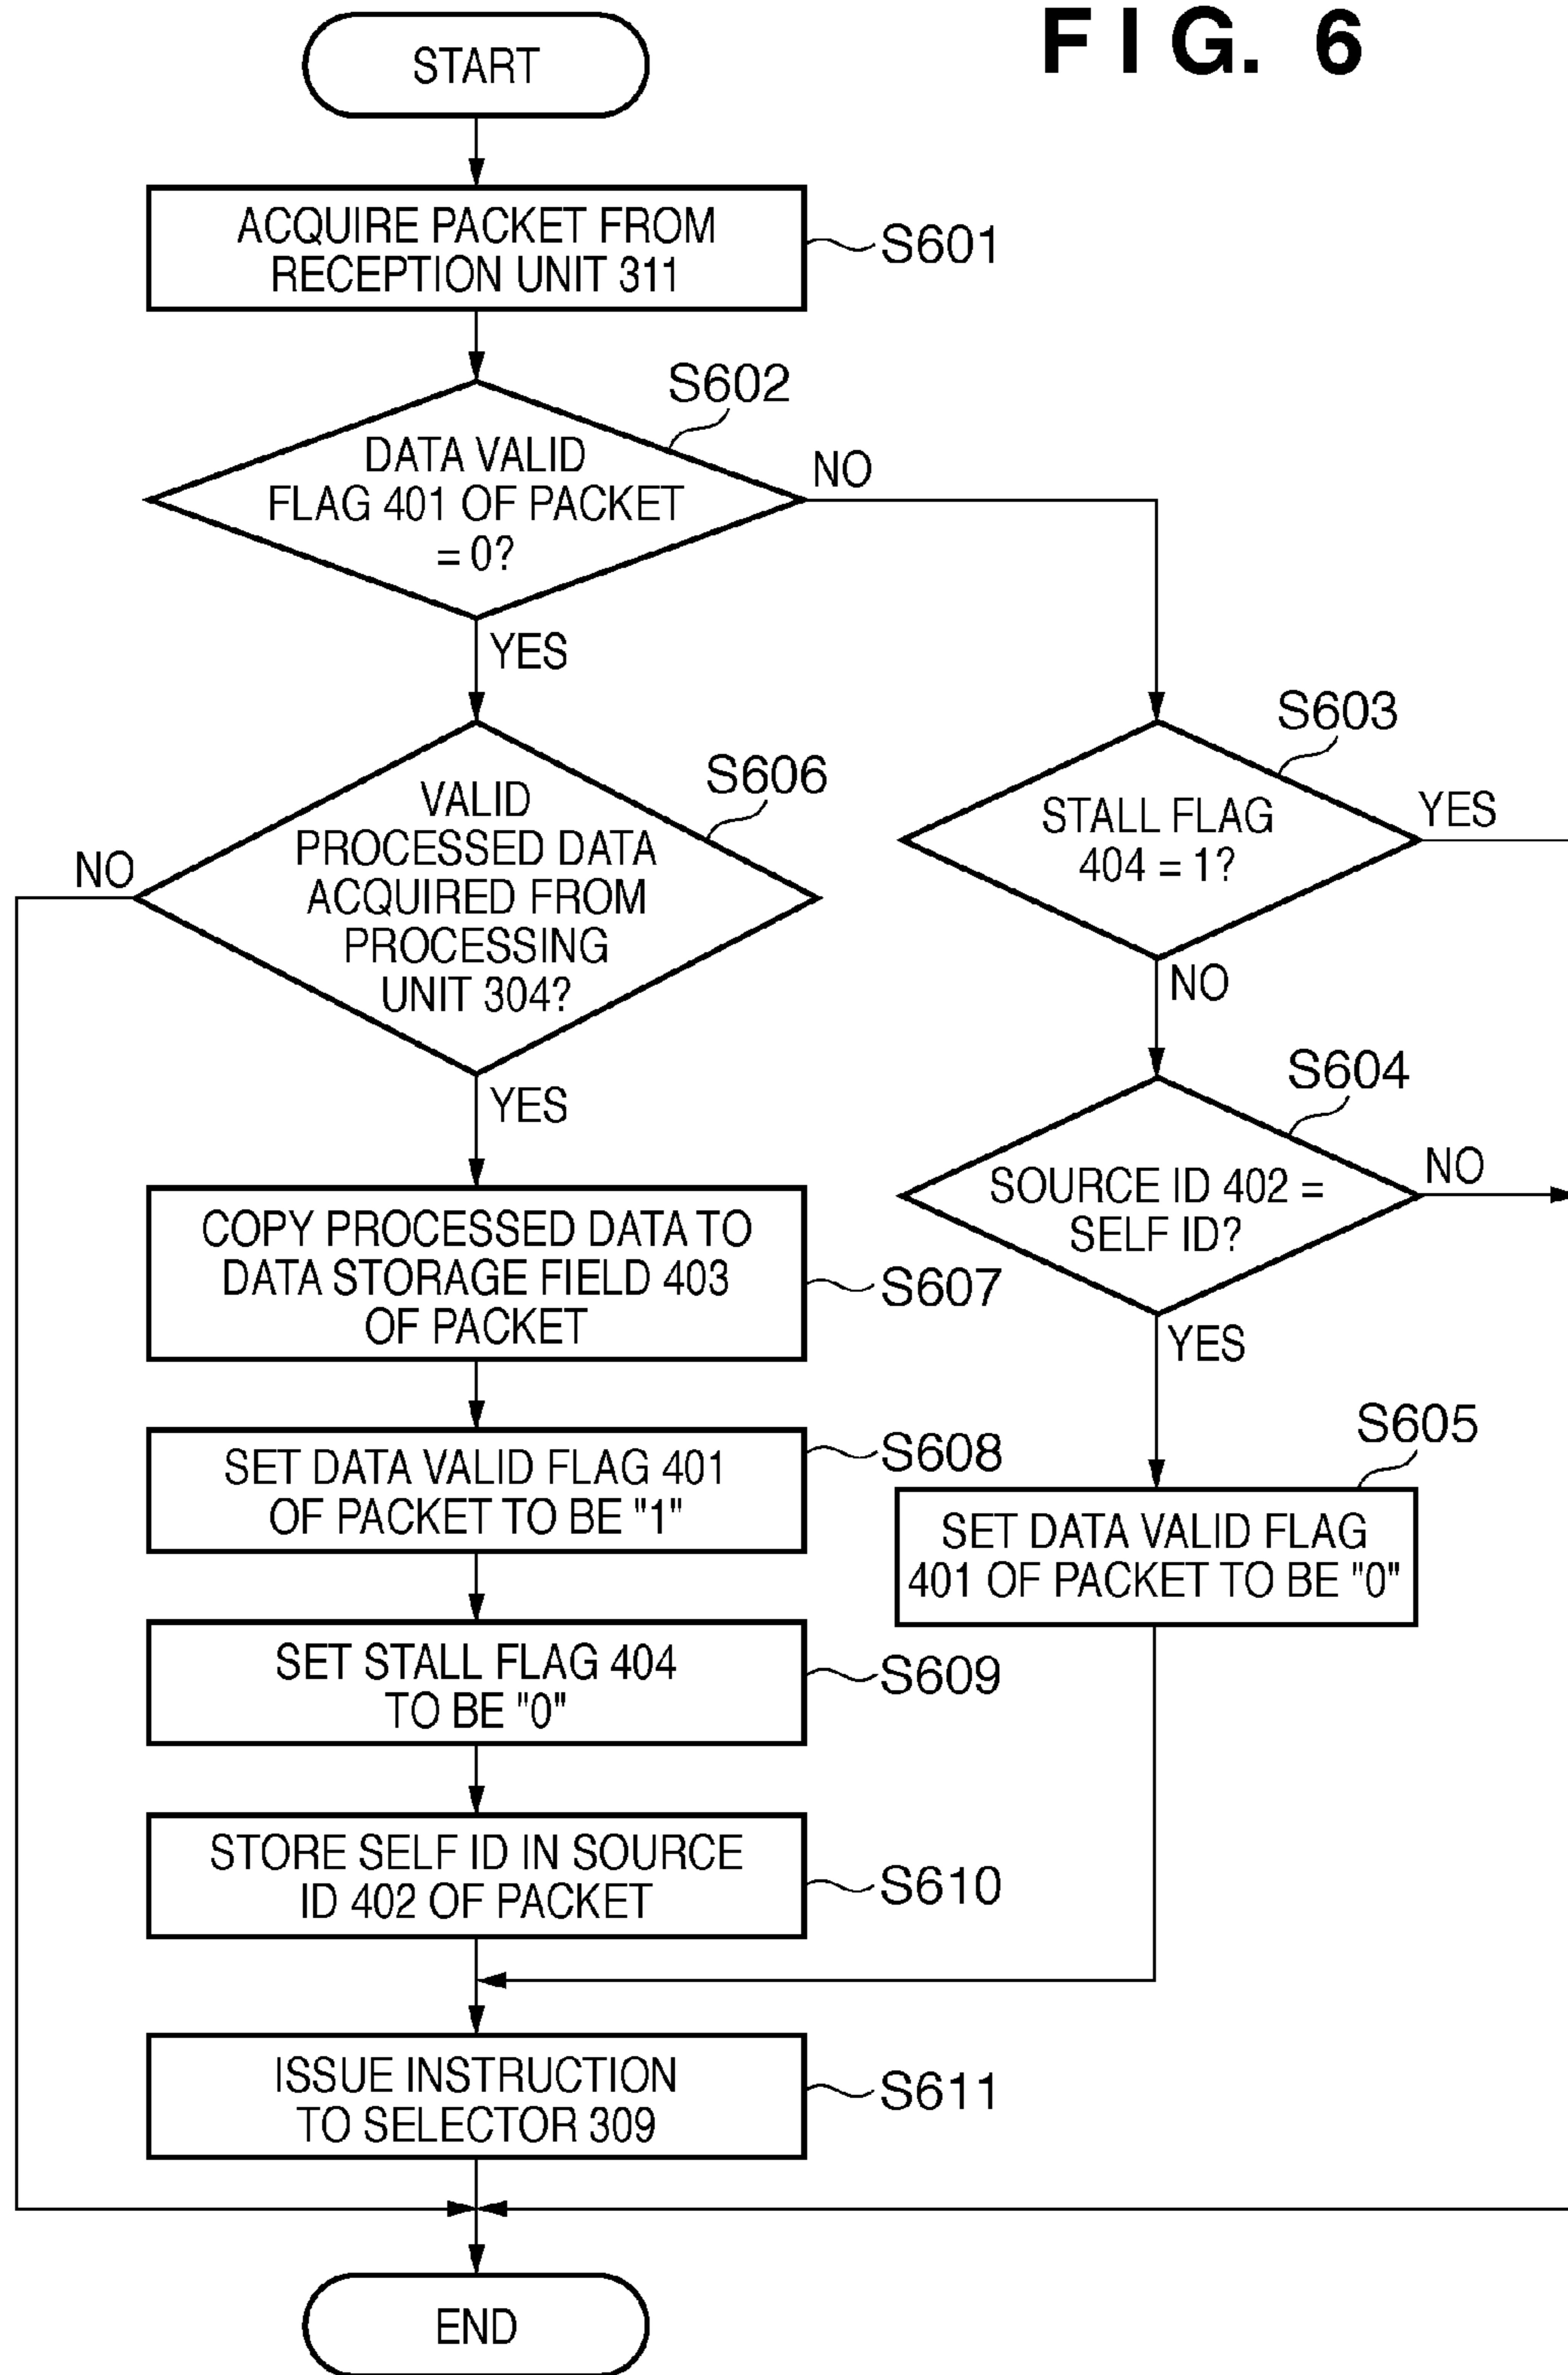 FIG. 6
START
ACQUIRE PACKET FROM
RECEPTION UNIT 311
S601
S602
DATA VALID
FLAG 401 OF PACKET
= 0?
NO
YES
S603
STALL FLAG
404 = 1?
YES
NO
S606
VALID
PROCESSED DATA
ACQUIRED FROM
PROCESSING
UNIT 304?
NO
YES
S604
SOURCE ID 402 =
SELF ID?
NO
YES
COPY PROCESSED DATA TO
DATA STORAGE FIELD 403
OF PACKET
S607
S605
SET DATA VALID FLAG
401 OF PACKET TO BE "0"
SET DATA VALID FLAG 401
OF PACKET TO BE "1"
S608
SET STALL FLAG 404
TO BE "0"
S609
STORE SELF ID IN SOURCE
ID 402 OF PACKET
S610
ISSUE INSTRUCTION
TO SELECTOR 309
S611
END